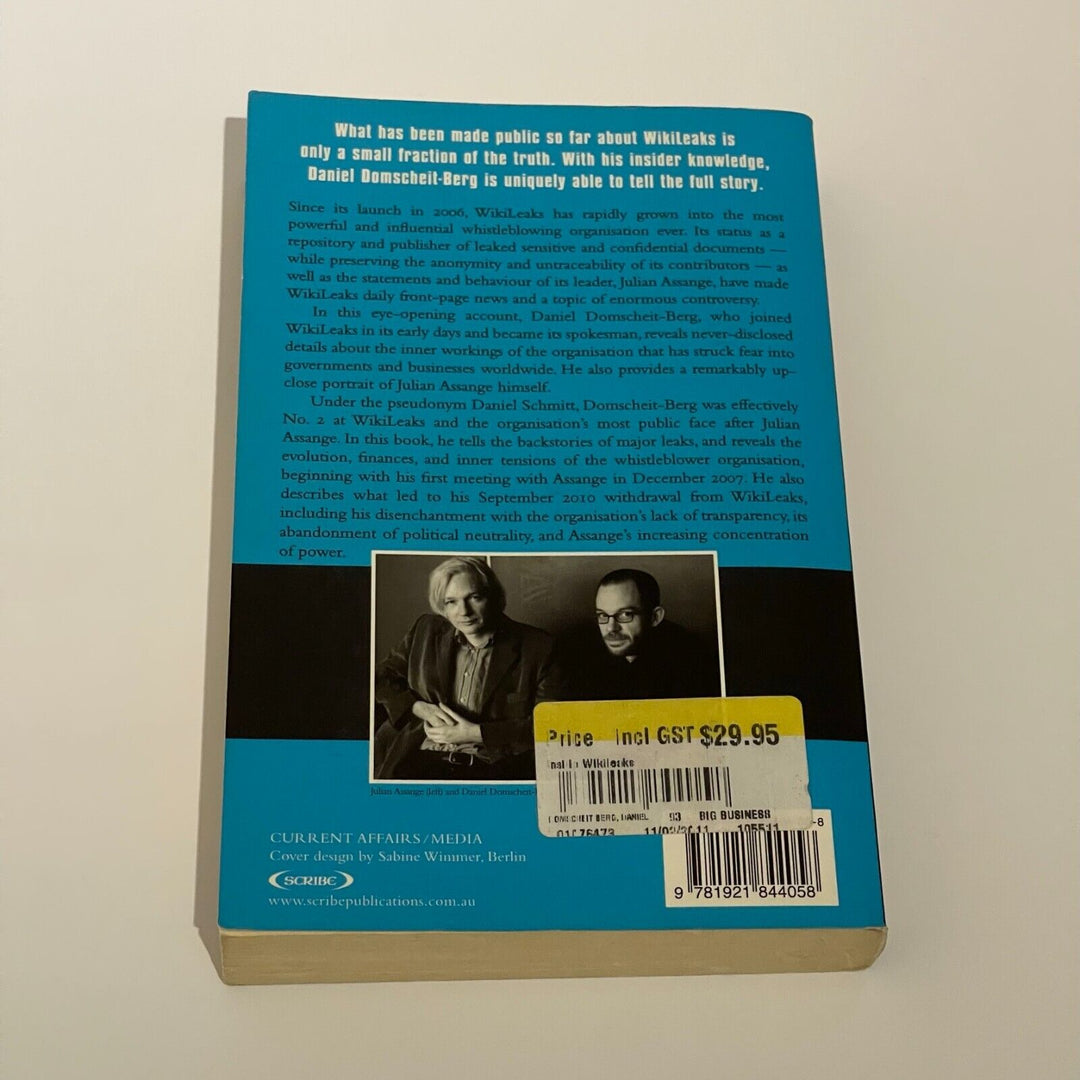 What has been made public so far about WikiLeaks is
only a small fraction of the truth. With his insider knowledge,
Daniel Domscheit-Berg is uniquely able to tell the full story.
Since its launch in 2006, WikiLeaks has rapidly grown into the most
powerful and influential whistleblowing organisation ever. Its status as a
repository and publisher of leaked sensitive and confidential documents —
while preserving the anonymity and untraceability of its contributors — as
well as the statements and behaviour of its leader, Julian Assange, have made
WikiLeaks daily front-page news and a topic of enormous controversy.
In this eye-opening account, Daniel Domscheit-Berg, who joined
WikiLeaks in its early days and became its spokesman, reveals never-disclosed
details about the inner workings of the organisation that has struck fear into
governments and businesses worldwide. He also provides a remarkably up-
close portrait of Julian Assange himself.
Under the pseudonym Daniel Schmitt, Domscheit-Berg was effectively
No. 2 at WikiLeaks and the organisation's most public face after Julian
Assange. In this book, he tells the backstories of major leaks, and reveals the
evolution, finances, and inner tensions of the whistleblower organisation,
beginning with his first meeting with Assange in December 2007. He also
describes what led to his September 2010 withdrawal from WikiLeaks,
including his disenchantment with the organisation's lack of transparency, its
abandonment of political neutrality, and Assange's increasing concentration
of power.
Julian Assange (left) and Daniel Domscheit-
Price Incl GST $29.95
Wikileaks
BERG, DANIEL 93 BIG BUSINESS
105511
-8
9 781921 844058
CURRENT AFFAIRS/MEDIA
Cover design by Sabine Wimmer, Berlin
SCRIBE
www.scribepublications.com.au